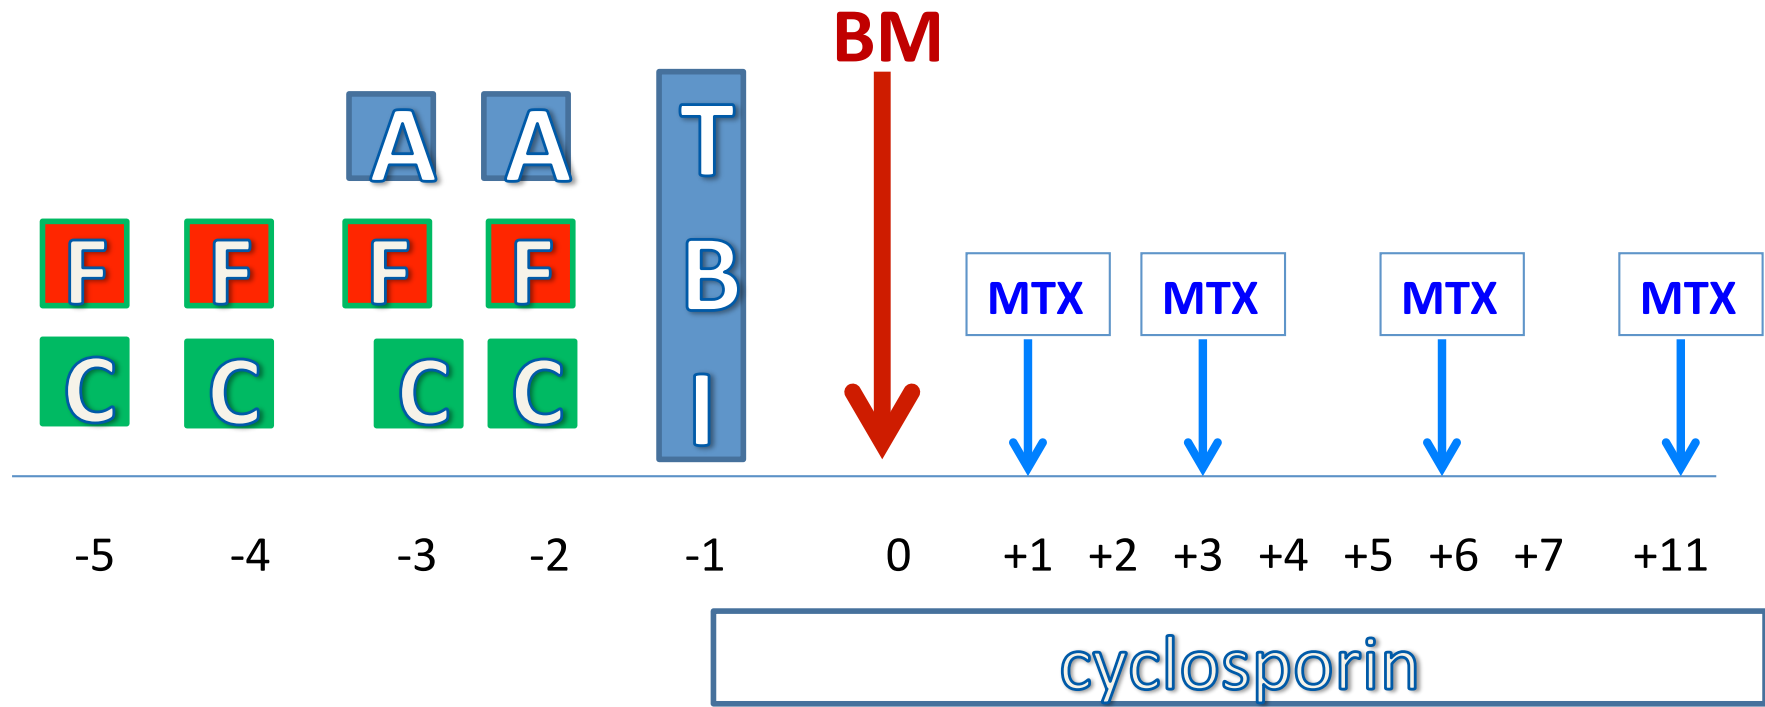 BM
A A
T
B
I
F F F F
C C C C
MTX MTX MTX MTX
-5 -4 -3 -2 -1 0 +1 +2 +3 +4 +5 +6 +7 +11
cyclosporin